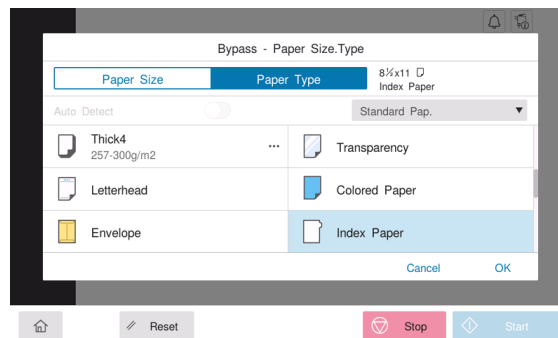 Bypass - Paper Size.Type
Paper Size
Paper Type
8½x11
Index Paper
Auto Detect
Standard Pap.
Thick4
257-300g/m2
Transparency
Letterhead
Colored Paper
Envelope
Index Paper
Cancel
OK
Reset
Stop
Start